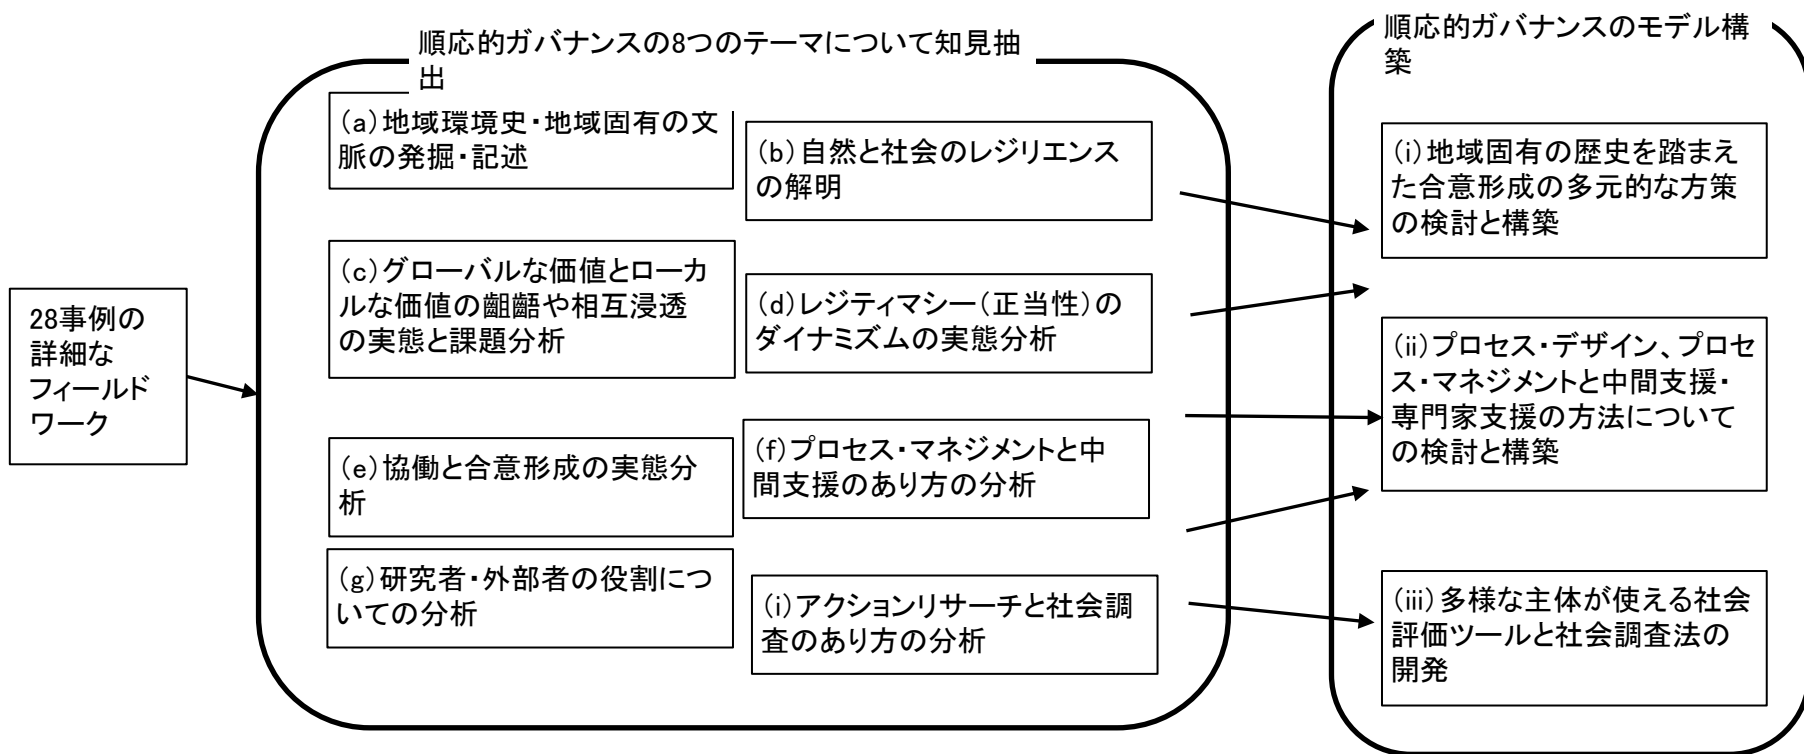 順応的ガバナンスの8つのテーマについて知見抽
出
(a)地域環境史・地域固有の文
脈の発掘・記述
(b)自然と社会のレジリエンス
の解明
(c)グローバルな価値とローカ
ルな価値の齟齬や相互浸透
の実態と課題分析
(d)レジティマシー(正当性)の
ダイナミズムの実態分析
28事例の
詳細な
フィールド
ワーク
(e)協働と合意形成の実態分
析
(f)プロセス・マネジメントと中
間支援のあり方の分析
(g)研究者・外部者の役割につ
いての分析
(i)アクションリサーチと社会調
査のあり方の分析
順応的ガバナンスのモデル構
築
(i)地域固有の歴史を踏まえ
た合意形成の多元的な方策
の検討と構築
(ii)プロセス・デザイン、プロセ
ス・マネジメントと中間支援・
専門家支援の方法について
の検討と構築
(iii)多様な主体が使える社会
評価ツールと社会調査法の
開発